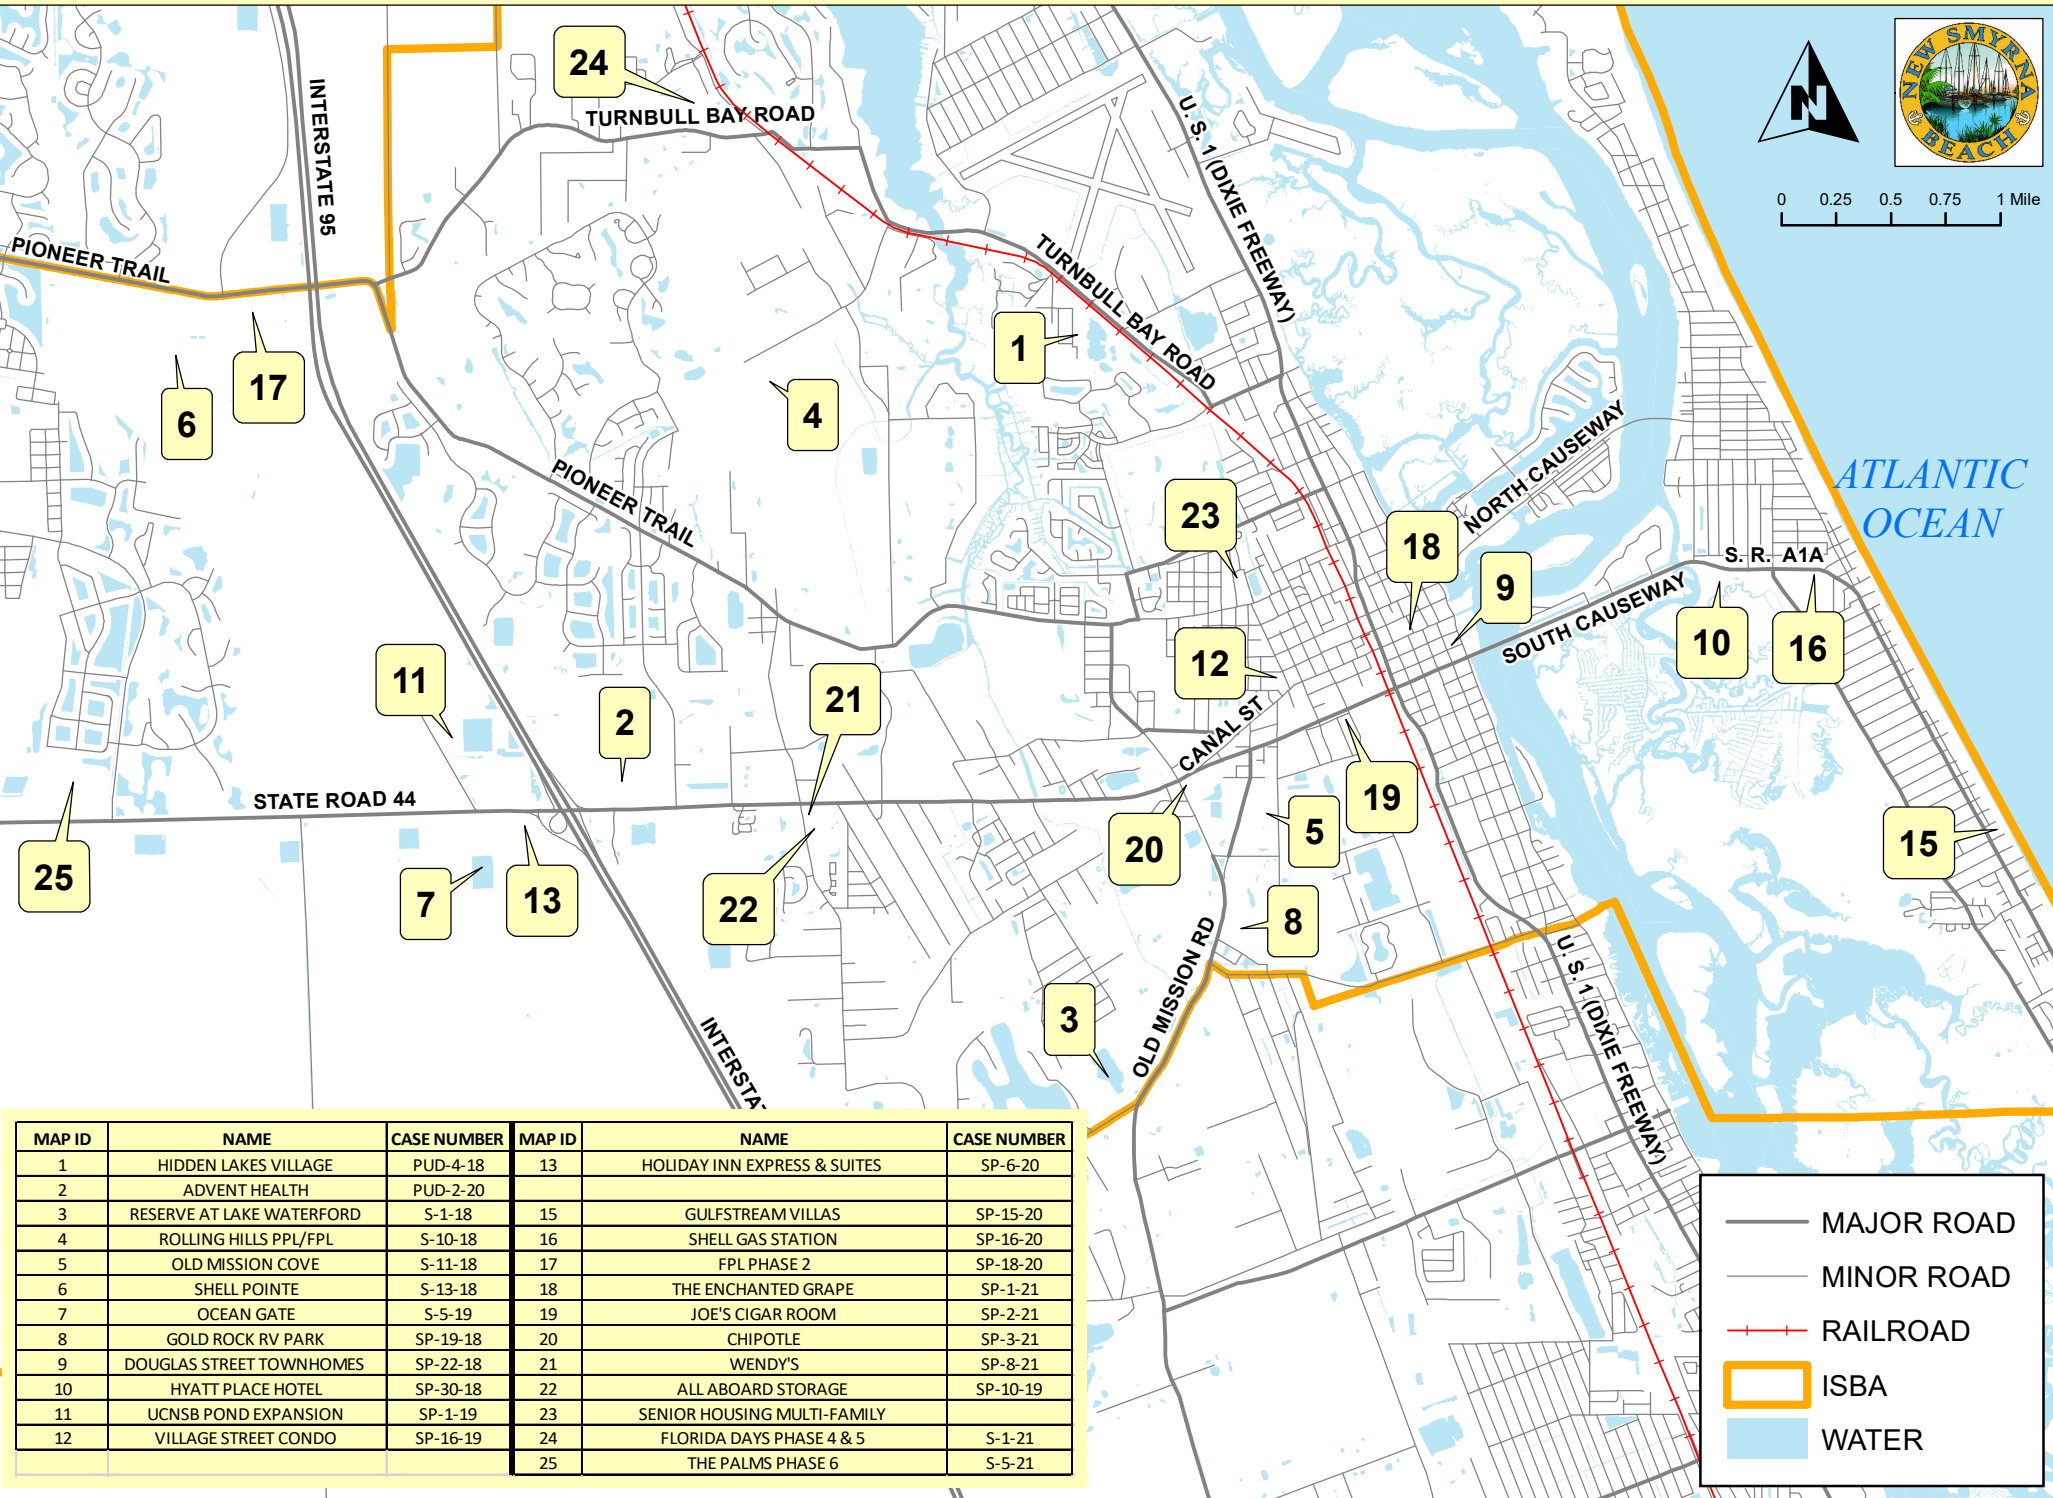 24
TURNBULL BAY ROAD
INTERSTATE 95
U. S. 1 (DIXIE FREEWAY)
N
NEW SMYRNA
BEACH
0 0.25 0.5 0.75 1 Mile
PIONEER TRAIL
TURNBULL BAY ROAD
1
17
6
4
ATLANTIC
OCEAN
NORTH CAUSEWAY
PIONEER TRAIL
23
18
S. R. A1A
9
SOUTH CAUSEWAY
10
16
12
11
21
2
CANAL ST
STATE ROAD 44
19
5
15
20
25
7
13
22
8
OLD MISSION RD
U. S. 1 (DIXIE FREEWAY)
3
INTERSTA
MAP ID NAME CASE NUMBER MAP ID NAME CASE NUMBER
1 HIDDEN LAKES VILLAGE PUD-4-18 13 HOLIDAY INN EXPRESS & SUITES SP-6-20
2 ADVENT HEALTH PUD-2-20
3 RESERVE AT LAKE WATERFORD S-1-18 15 GULFSTREAM VILLAS SP-15-20
4 ROLLING HILLS PPL/FPL S-10-18 16 SHELL GAS STATION SP-16-20
5 OLD MISSION COVE S-11-18 17 FPL PHASE 2 SP-18-20
6 SHELL POINTE S-13-18 18 THE ENCHANTED GRAPE SP-1-21
7 OCEAN GATE S-5-19 19 JOE'S CIGAR ROOM SP-2-21
8 GOLD ROCK RV PARK SP-19-18 20 CHIPOTLE SP-3-21
9 DOUGLAS STREET TOWNHOMES SP-22-18 21 WENDY'S SP-8-21
10 HYATT PLACE HOTEL SP-30-18 22 ALL ABOARD STORAGE SP-10-19
11 UCNSB POND EXPANSION SP-1-19 23 SENIOR HOUSING MULTI-FAMILY
12 VILLAGE STREET CONDO SP-16-19 24 FLORIDA DAYS PHASE 4 & 5 S-1-21
25 THE PALMS PHASE 6 S-5-21
MAJOR ROAD
MINOR ROAD
RAILROAD
ISBA
WATER